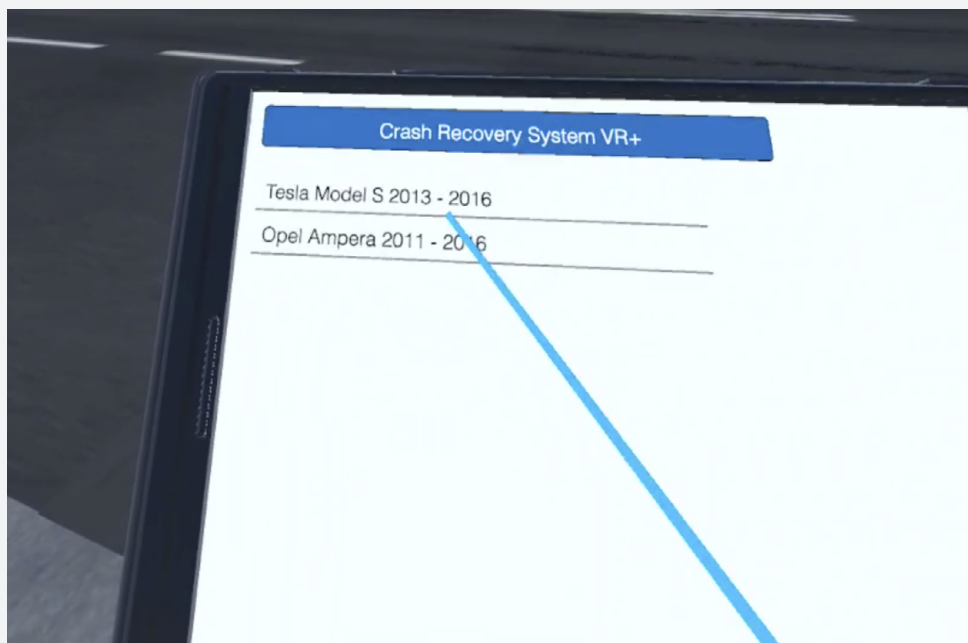 Crash Recovery System VR+
Tesla Model S 2013 - 2016
Opel Ampera 2011 - 2016